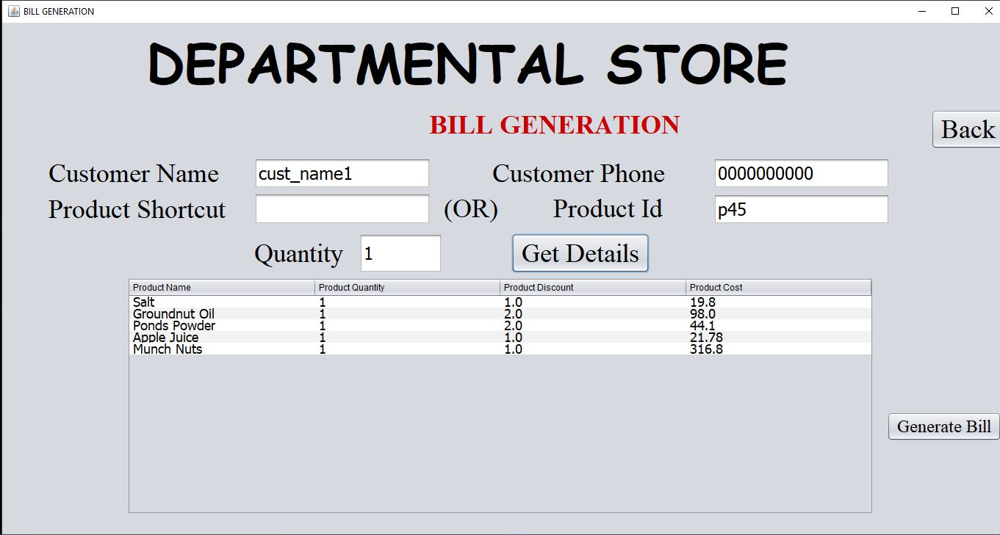 BILL GENERATION
DEPARTMENTAL STORE
BILL GENERATION
Back
Customer Name cust_name1 Customer Phone 0000000000
Product Shortcut (OR) Product Id p45
Quantity 1 Get Details
Product Name Product Quantity Product Discount Product Cost
Salt 1 1.0 19.8
Groundnut Oil 1 2.0 98.0
Ponds Powder 1 2.0 44.1
Apple Juice 1 1.0 21.78
Munch Nuts 1 1.0 316.8
Generate Bill